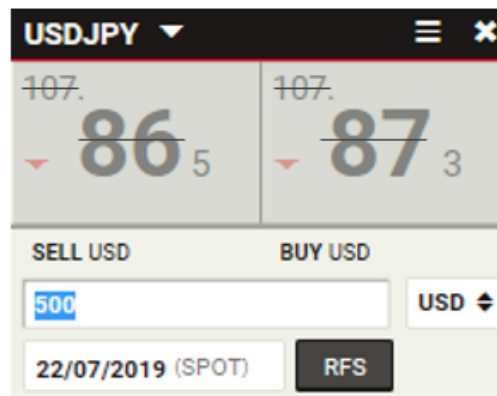 USDJPY
107. 107.
86 5 87 3
SELL USD BUY USD
500 USD
22/07/2019 (SPOT) RFS